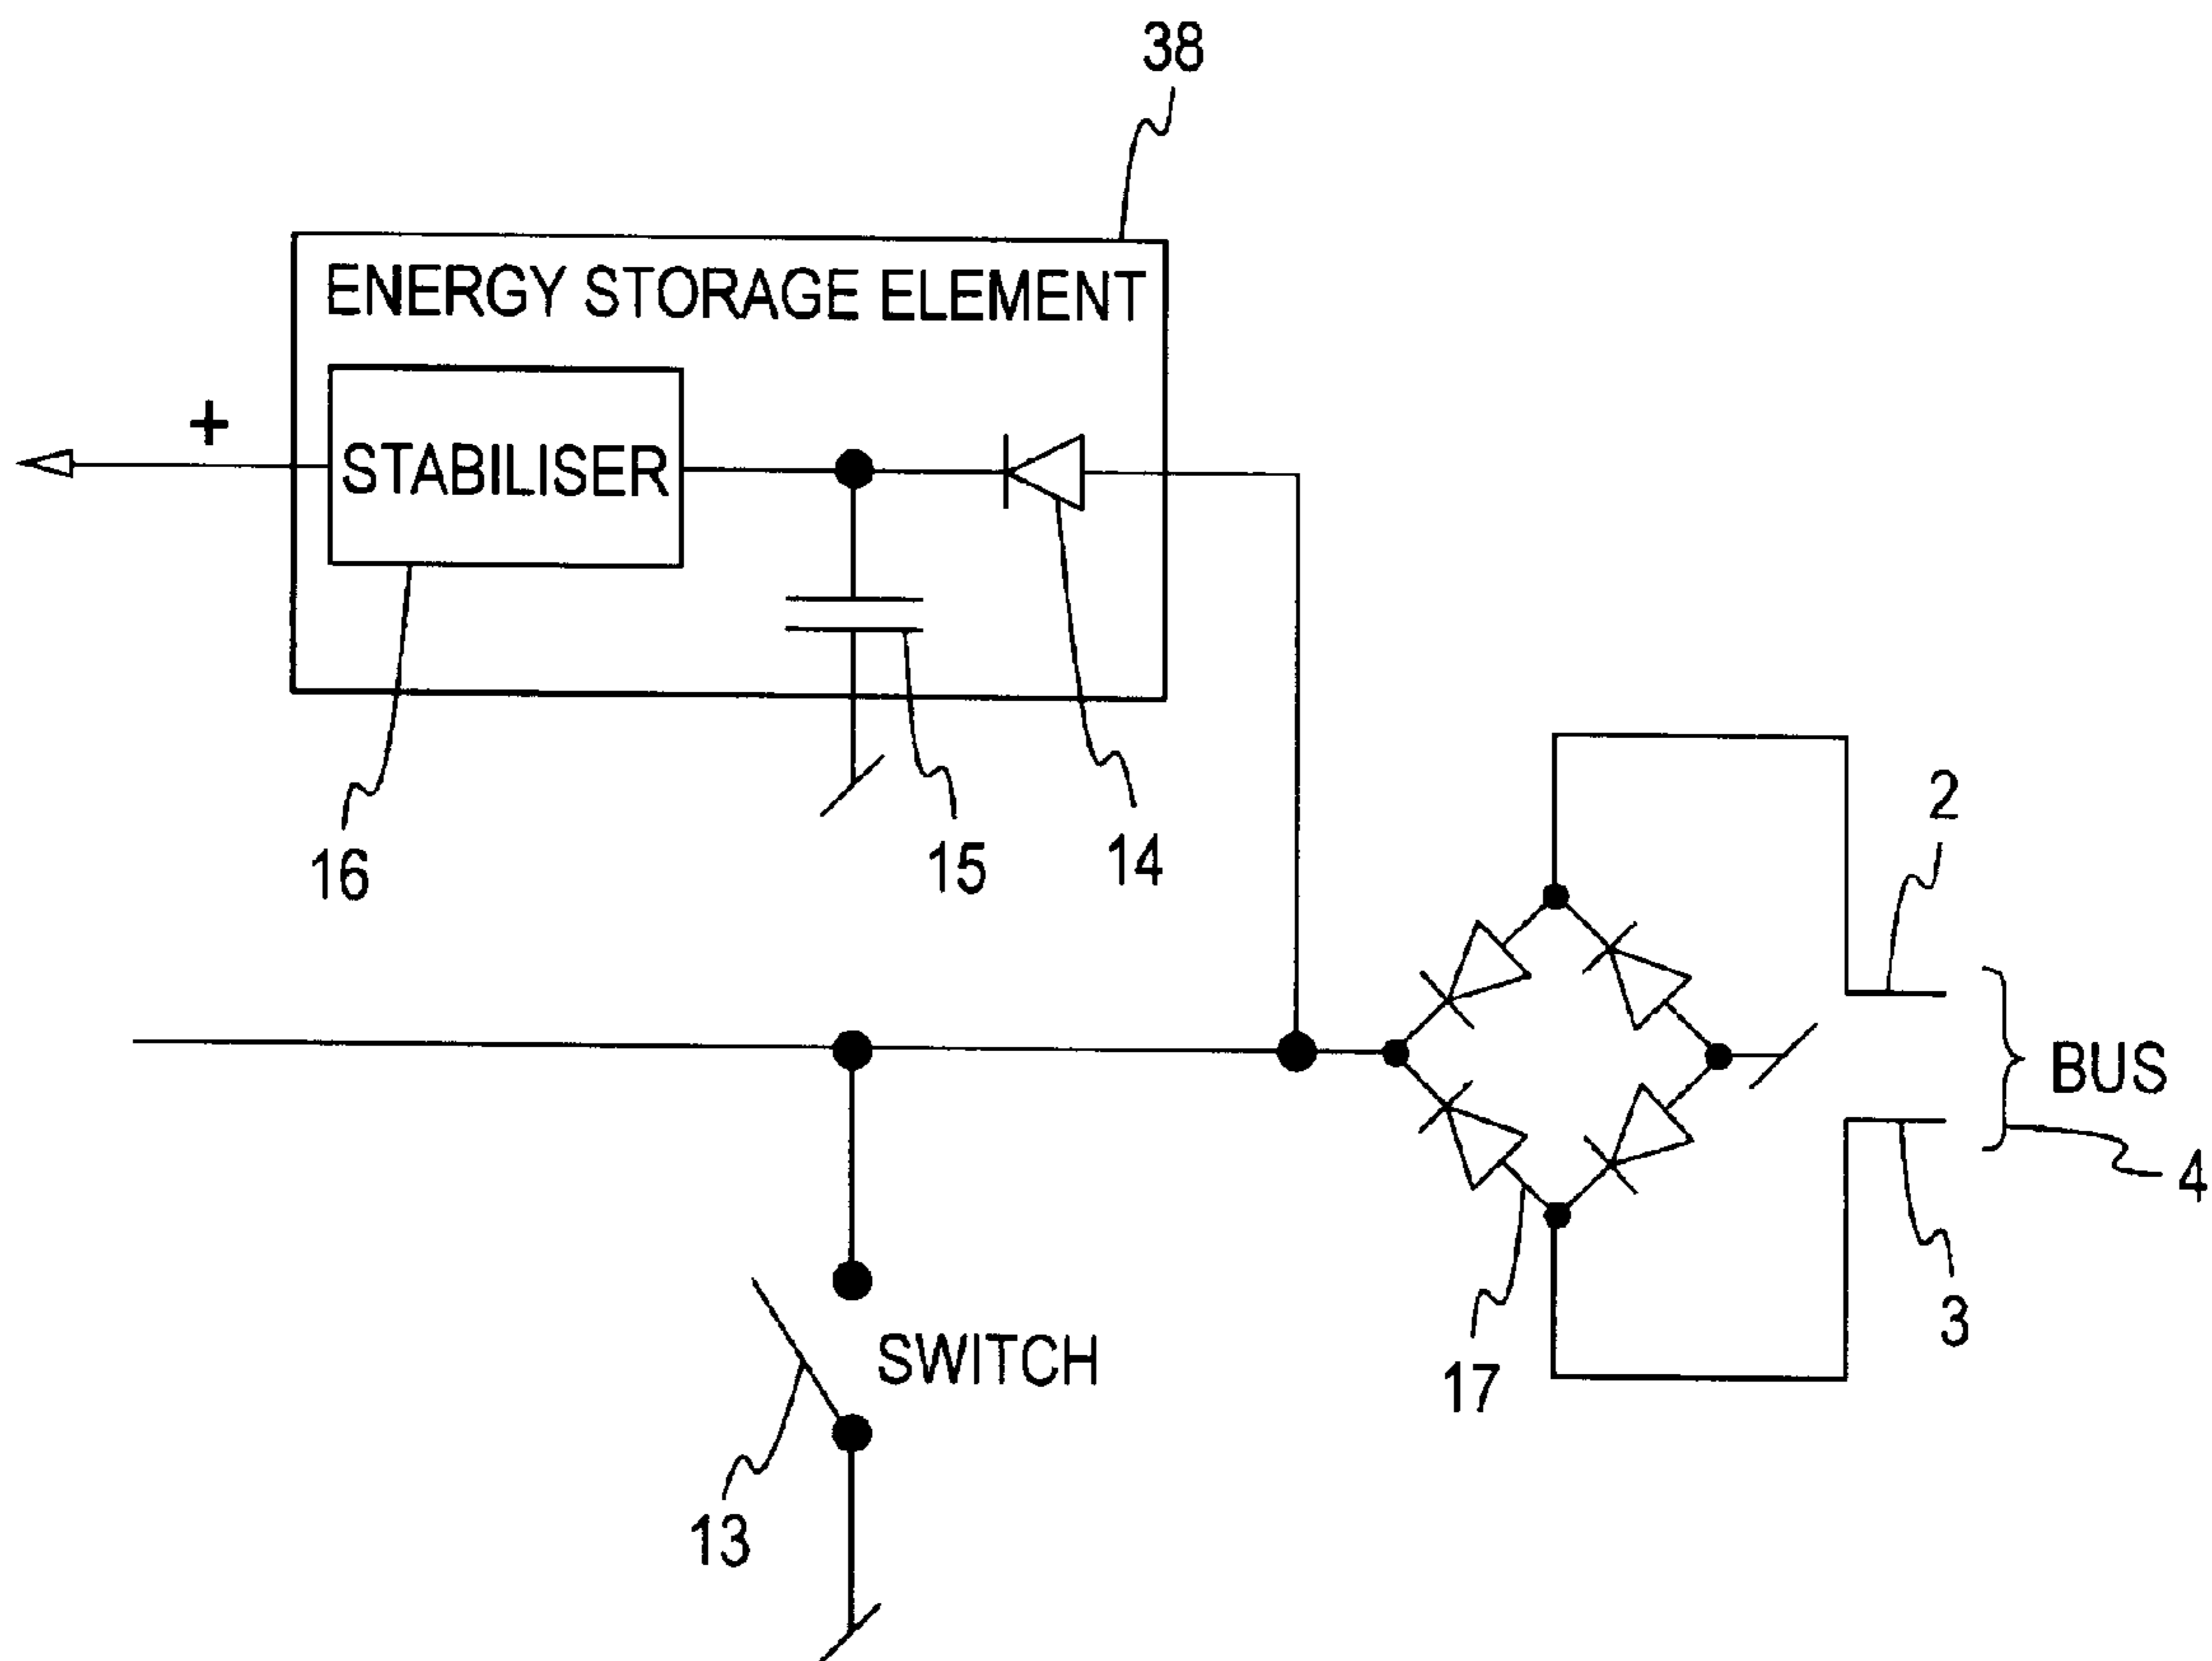 38
ENERGY STORAGE ELEMENT
+
STABILISER
16
15
14
2
BUS
4
3
17
SWITCH
13